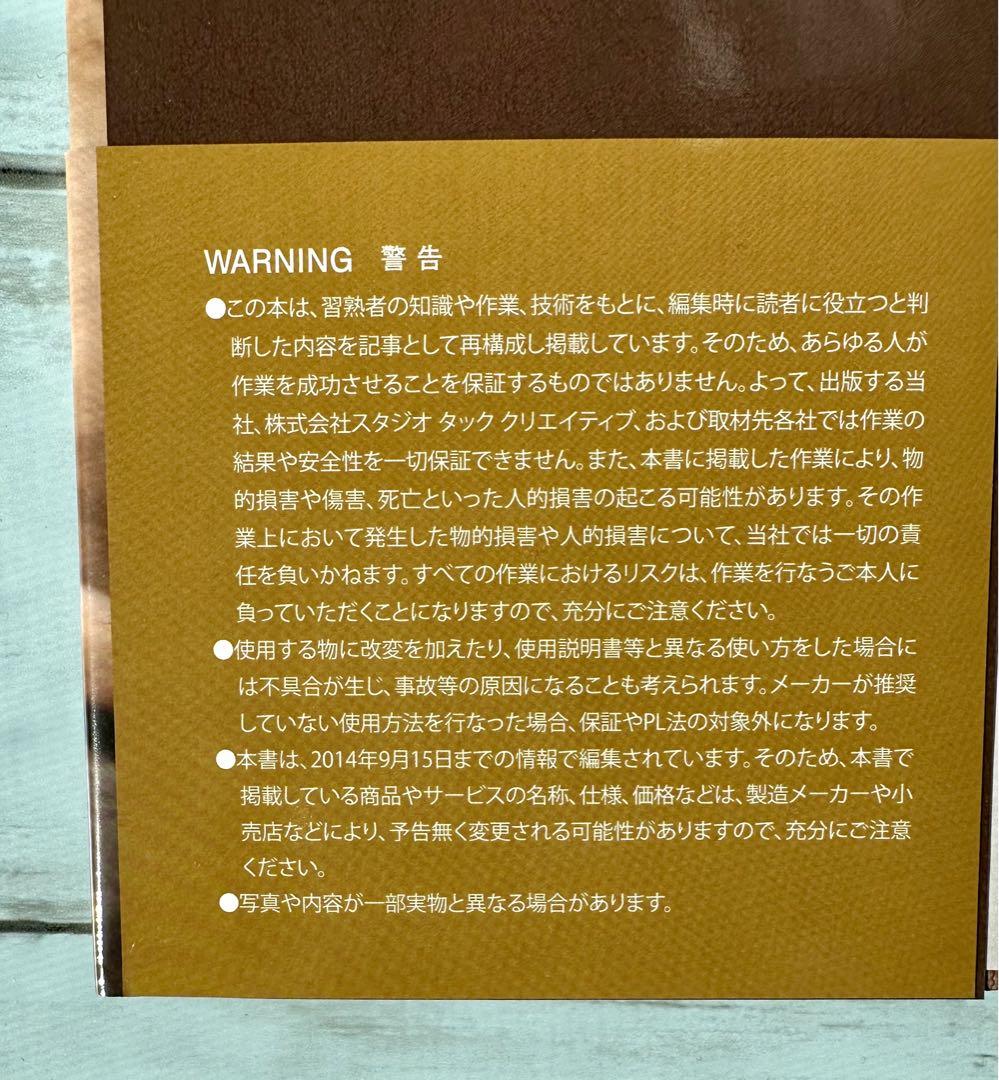 WARNING 警告
●この本は、習熟者の知識や作業、技術をもとに、編集時に読者に役立つと判
断した内容を記事として再構成し掲載しています。そのため、あらゆる人が
作業を成功させることを保証するものではありません。よって、出版する当
社、株式会社スタジオ タック クリエイティブ、および取材先各社では作業の
結果や安全性を一切保証できません。また、本書に掲載した作業により、物
的損害や傷害、死亡といった人的損害の起こる可能性があります。その作
業上において発生した物的損害や人的損害について、当社では一切の責
任を負いかねます。すべての作業におけるリスクは、作業を行なうご本人に
負っていただくことになりますので、充分にご注意ください。
●使用する物に改変を加えたり、使用説明書等と異なる使い方をした場合に
は不具合が生じ、事故等の原因になることも考えられます。メーカーが推奨
していない使用方法を行なった場合、保証やPL法の対象外になります。
●本書は、2014年9月15日までの情報で編集されています。そのため、本書で
掲載している商品やサービスの名称、仕様、価格などは、製造メーカーや小
売店などにより、予告無く変更される可能性がありますので、充分にご注意
ください。
●写真や内容が一部実物と異なる場合があります。